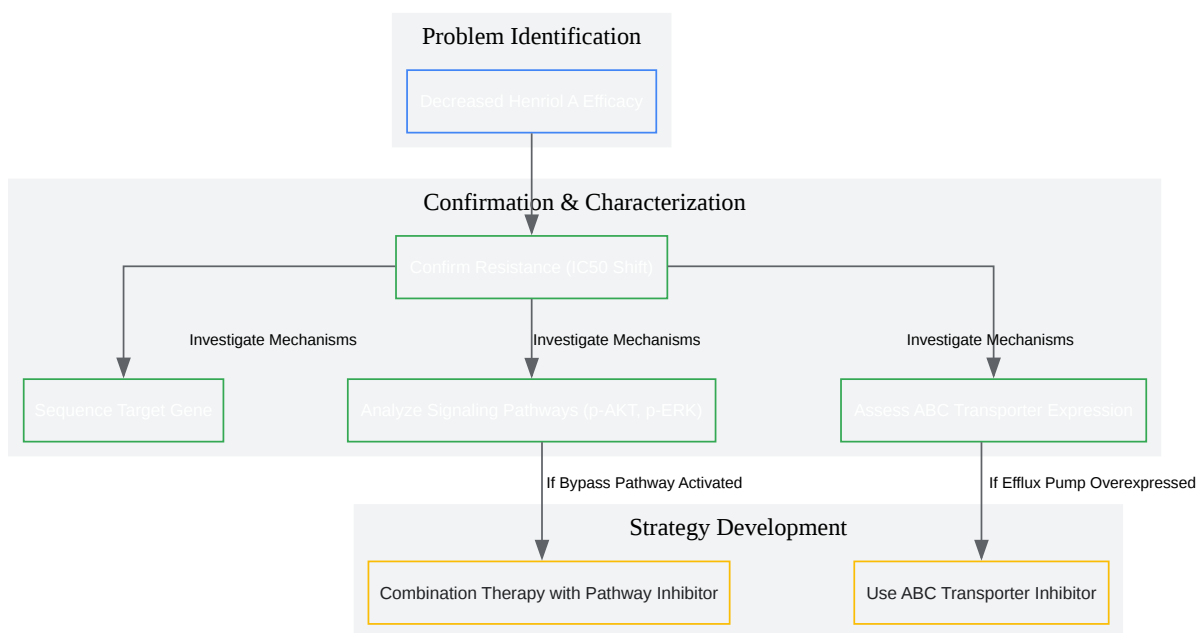 Problem Identification
Decreased Henriol A Efficacy
Confirmation & Characterization
Confirm Resistance (IC50 Shift)
Investigate Mechanisms
Investigate Mechanisms
Investigate Mechanisms
Sequence Target Gene
Analyze Signaling Pathways (p-AKT, p-ERK)
Assess ABC Transporter Expression
If Bypass Pathway Activated
If Efflux Pump Overexpressed
Strategy Development
Combination Therapy with Pathway Inhibitor
Use ABC Transporter Inhibitor